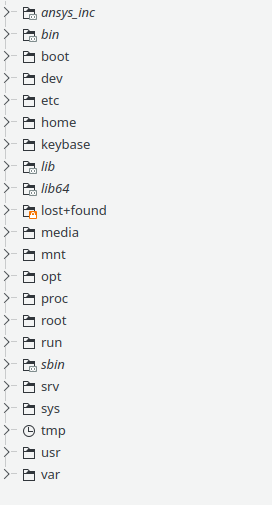 ansys_inc
bin
boot
dev
etc
home
keybase
lib
lib64
lost+found
media
mnt
opt
proc
root
run
sbin
srv
sys
tmp
usr
var